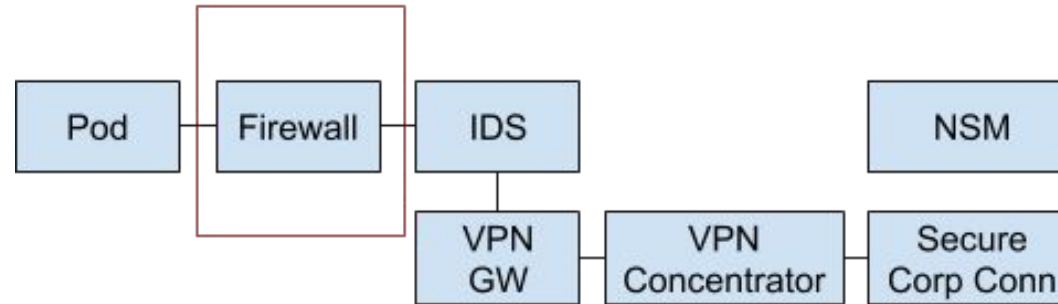 Pod
Firewall
IDS
NSM
VPN
GW
VPN
Concentrator
Secure
Corp Conn